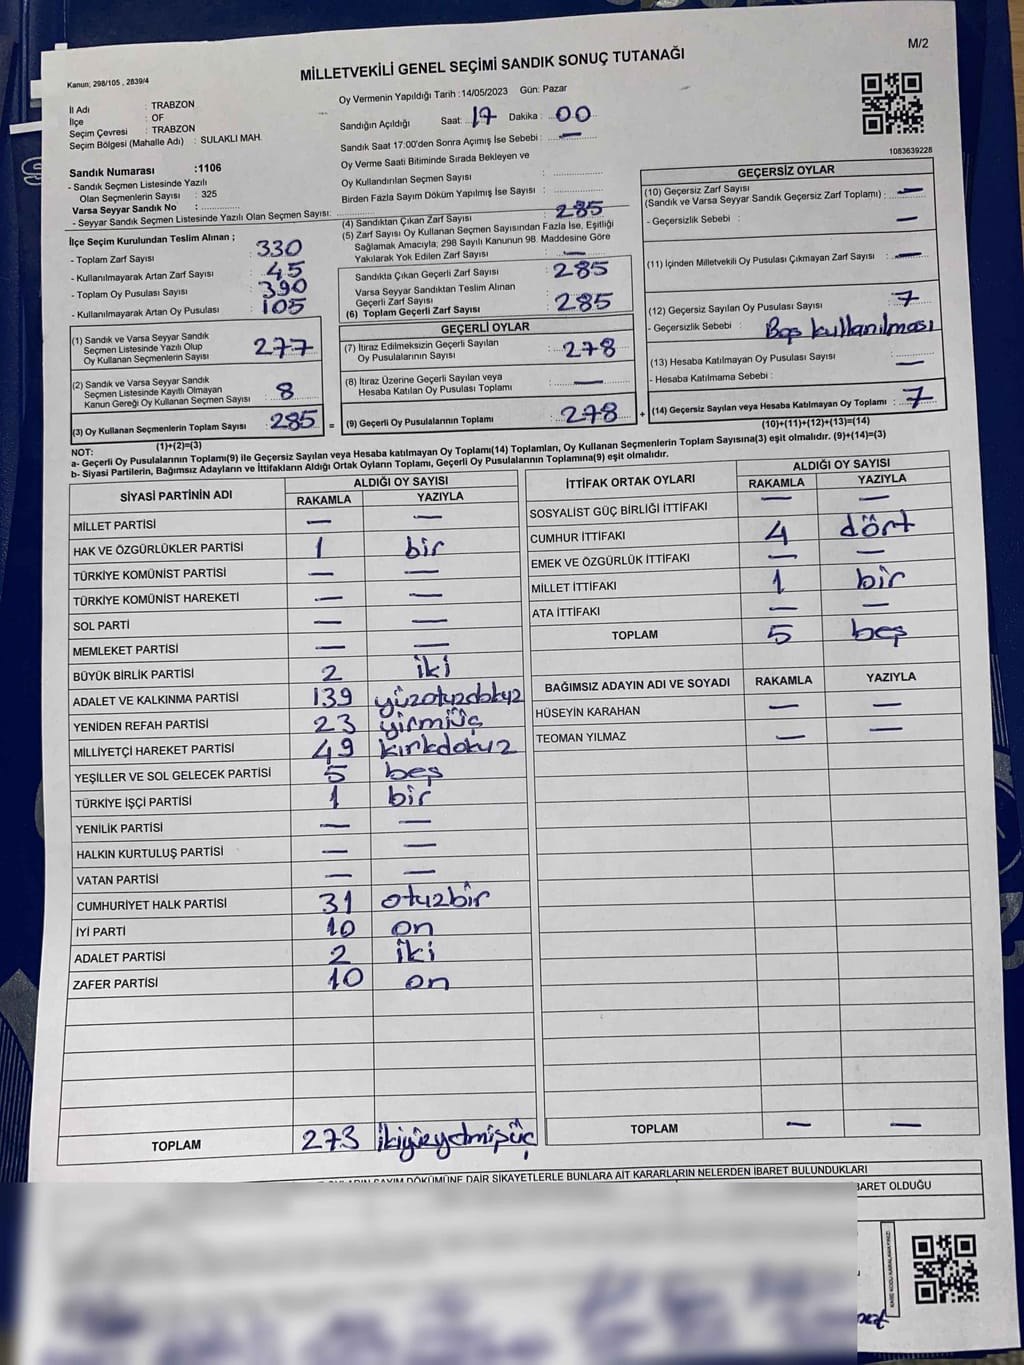 M/2
Kanun; 298/105 , 2839/4
MİLLETVEKİLİ GENEL SEÇİMİ SANDIK SONUÇ TUTANAĞI
İl Adı : TRABZON
İlçe : OF
Seçim Çevresi : TRABZON
Seçim Bölgesi (Mahalle Adı) : SULAKLI MAH.
Sandık Numarası :1106
- Sandık Seçmen Listesinde Yazılı
Olan Seçmenlerin Sayısı : 325
Varsa Seyyar Sandık No :
- Seyyar Sandık Seçmen Listesinde Yazılı Olan Seçmen Sayısı:
Oy Vermenin Yapıldığı Tarih :14/05/2023 Gün: Pazar
Sandığın Açıldığı Saat: 17 Dakika : 00
Sandık Saat 17:00'den Sonra Açımış İse Sebebi : —
Oy Verme Saati Bitiminde Sırada Bekleyen ve
Oy Kullandırılan Seçmen Sayısı :
Birden Fazla Sayım Döküm Yapılmış İse Sayısı :
1083639228
İlçe Seçim Kurulundan Teslim Alınan ;
- Toplam Zarf Sayısı : 330
- Kullanılmayarak Artan Zarf Sayısı : 45
- Toplam Oy Pusulası Sayısı : 390
- Kullanılmayarak Artan Oy Pusulası : 105
(4) Sandıktan Çıkan Zarf Sayısı : 285
(5) Zarf Sayısı Oy Kullanan Seçmen Sayısından Fazla İse, Eşitliği
Sağlamak Amacıyla; 298 Sayılı Kanunun 98. Maddesine Göre
Yakılarak Yok Edilen Zarf Sayısı : —
Sandıkta Çıkan Geçerli Zarf Sayısı : 285
Varsa Seyyar Sandıktan Teslim Alınan
Geçerli Zarf Sayısı
(6) Toplam Geçerli Zarf Sayısı : 285
GEÇERSİZ OYLAR
(10) Geçersiz Zarf Sayısı
(Sandık ve Varsa Seyyar Sandık Geçersiz Zarf Toplamı) : —
- Geçersizlik Sebebi : —
(11) İçinden Milletvekili Oy Pusulası Çıkmayan Zarf Sayısı : —
(12) Geçersiz Sayılan Oy Pusulası Sayısı : 7
- Geçersizlik Sebebi : Boş kullanılması
(13) Hesaba Katılmayan Oy Pusulası Sayısı : —
- Hesaba Katılmama Sebebi :
(14) Geçersiz Sayılan veya Hesaba Katılmayan Oy Toplamı : 7
(10)+(11)+(12)+(13)=(14)
(1) Sandık ve Varsa Seyyar Sandık
Seçmen Listesinde Yazılı Olup
Oy Kullanan Seçmenlerin Sayısı : 277
(2) Sandık ve Varsa Seyyar Sandık
Seçmen Listesinde Kayıtlı Olmayan
Kanun Gereği Oy Kullanan Seçmen Sayısı : 8
(3) Oy Kullanan Seçmenlerin Toplam Sayısı : 285 =
(1)+(2)=(3)
GEÇERLİ OYLAR
(7) İtiraz Edilmeksizin Geçerli Sayılan
Oy Pusulalarının Sayısı : 278
(8) İtiraz Üzerine Geçerli Sayılan veya
Hesaba Katılan Oy Pusulası Toplamı : —
(9) Geçerli Oy Pusulalarının Toplamı : 278 +
NOT:
a- Geçerli Oy Pusulalarının Toplamı(9) ile Geçersiz Sayılan veya Hesaba katılmayan Oy Toplamı(14) Toplamları, Oy Kullanan Seçmenlerin Toplam Sayısına(3) eşit olmalıdır. (9)+(14)=(3)
b- Siyasi Partilerin, Bağımsız Adayların ve İttifakların Aldığı Ortak Oyların Toplamı, Geçerli Oy Pusulalarının Toplamına(9) eşit olmalıdır.
SİYASİ PARTİNİN ADI ALDIĞI OY SAYISI
RAKAMLA YAZIYLA
MİLLET PARTİSİ — —
HAK VE ÖZGÜRLÜKLER PARTİSİ 1 bir
TÜRKİYE KOMÜNİST PARTİSİ — —
TÜRKİYE KOMÜNİST HAREKETİ — —
SOL PARTİ — —
MEMLEKET PARTİSİ — —
BÜYÜK BİRLİK PARTİSİ 2 iki
ADALET VE KALKINMA PARTİSİ 139 yüzotuzdokuz
YENİDEN REFAH PARTİSİ 23 yirmiüç
MİLLİYETÇİ HAREKET PARTİSİ 49 kırkdokuz
YEŞİLLER VE SOL GELECEK PARTİSİ 5 beş
TÜRKİYE İŞÇİ PARTİSİ 1 bir
YENİLİK PARTİSİ — —
HALKIN KURTULUŞ PARTİSİ — —
VATAN PARTİSİ — —
CUMHURİYET HALK PARTİSİ 31 otuzbir
İYİ PARTİ 10 on
ADALET PARTİSİ 2 iki
ZAFER PARTİSİ 10 on
TOPLAM 273 ikiyüzyetmişüç
İTTİFAK ORTAK OYLARI ALDIĞI OY SAYISI
RAKAMLA YAZIYLA
SOSYALİST GÜÇ BİRLİĞİ İTTİFAKI — —
CUMHUR İTTİFAKI 4 dört
EMEK VE ÖZGÜRLÜK İTTİFAKI — —
MİLLET İTTİFAKI 1 bir
ATA İTTİFAKI — —
TOPLAM 5 beş
BAĞIMSIZ ADAYIN ADI VE SOYADI RAKAMLA YAZIYLA
HÜSEYİN KARAHAN — —
TEOMAN YILMAZ — —
TOPLAM — —
SAYIM DÖKÜMÜNE DAİR ŞİKAYETLERLE BUNLARA AİT KARARLARIN NELERDEN İBARET BULUNDUKLARI
İBARET OLDUĞU